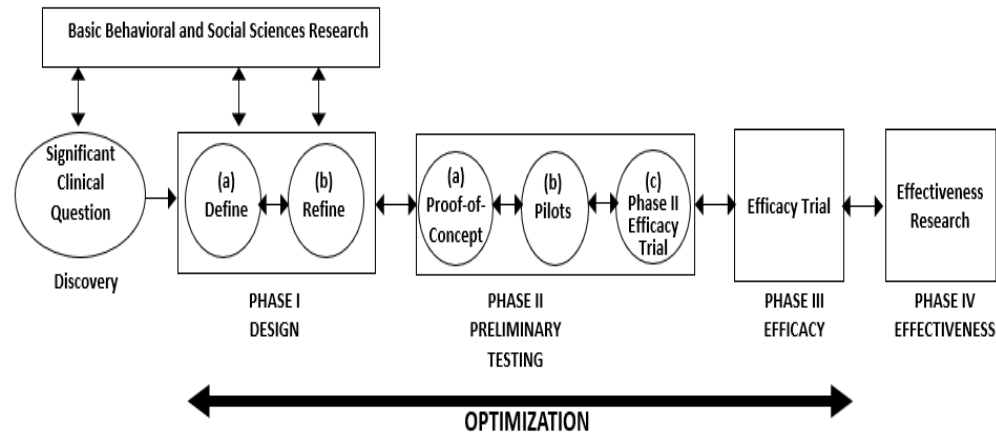 Basic Behavioral and Social Sciences Research
Significant
Clinical
Question
Discovery
(a)
Define
(b)
Refine
PHASE I
DESIGN
(a)
Proof-of-
Concept
(b)
Pilots
(c)
Phase II
Efficacy
Trial
PHASE II
PRELIMINARY
TESTING
Efficacy Trial
PHASE III
EFFICACY
Effectiveness
Research
PHASE IV
EFFECTIVENESS
OPTIMIZATION